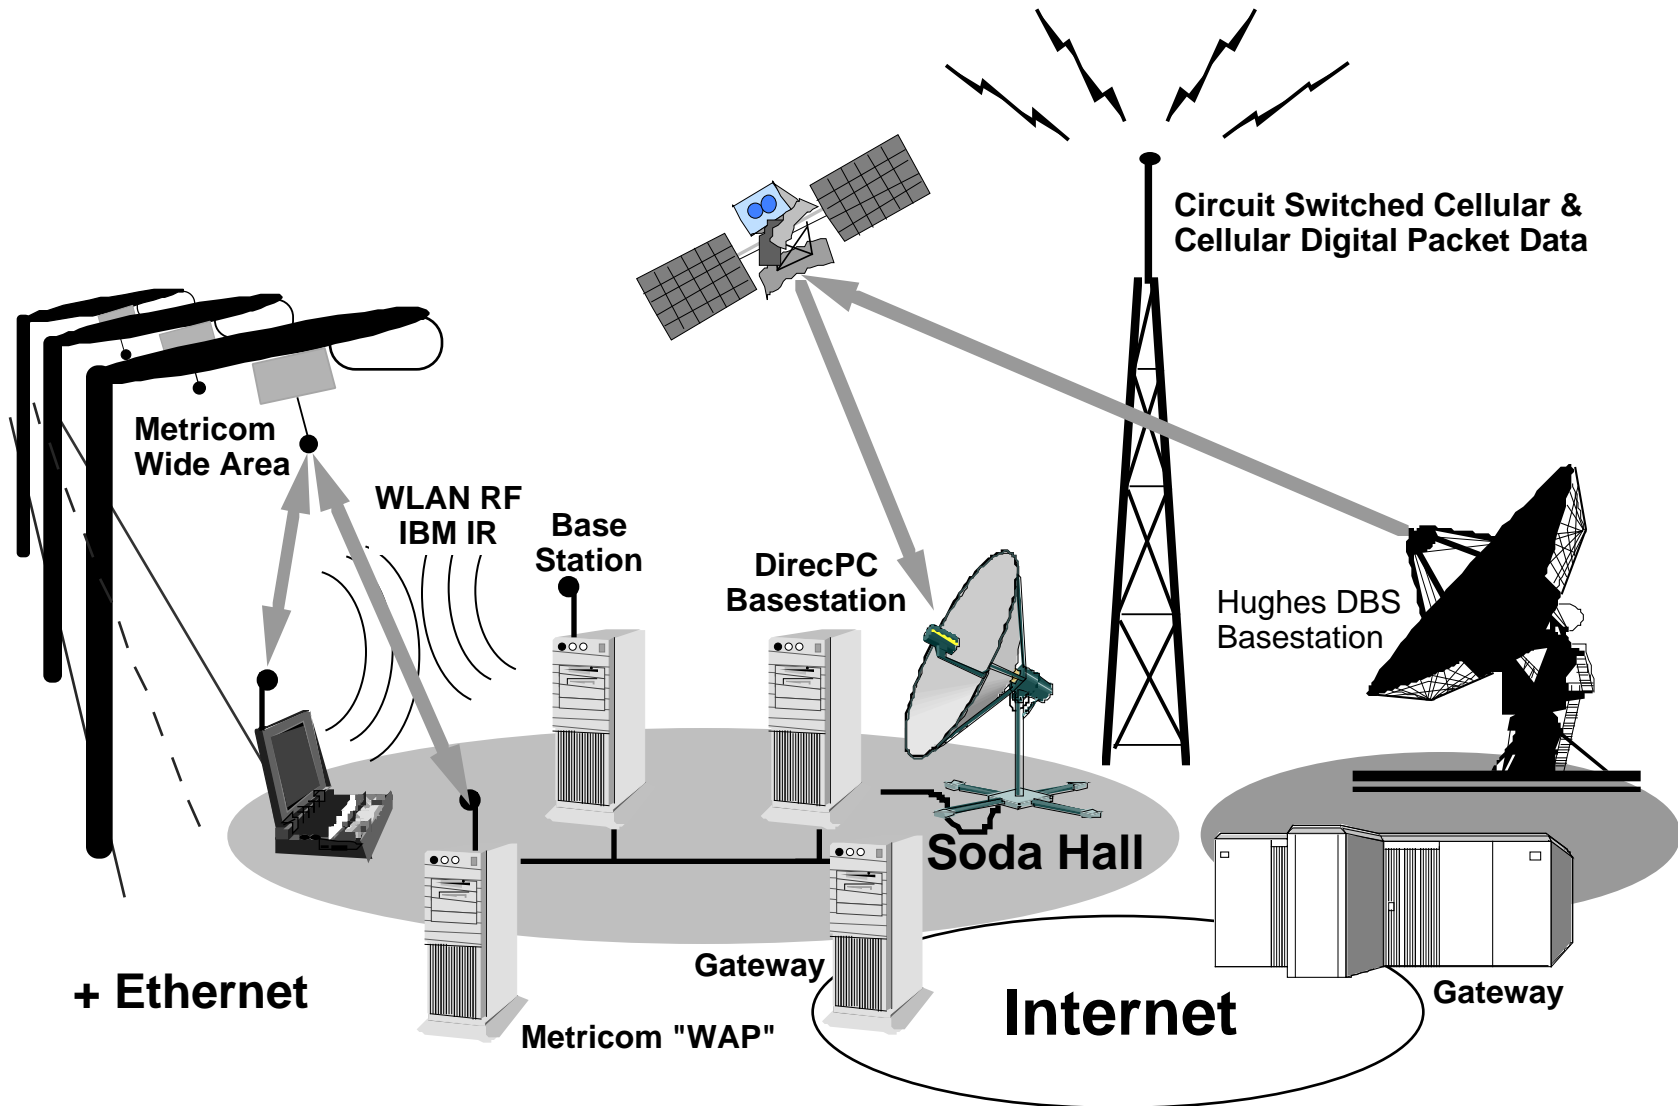 Circuit Switched Cellular &
Cellular Digital Packet Data
Metricom
Wide Area
WLAN RF
IBM IR
Base
Station
DirecPC
Basestation
Hughes DBS
Basestation
Soda Hall
+ Ethernet
Gateway
Metricom "WAP"
Internet
Gateway